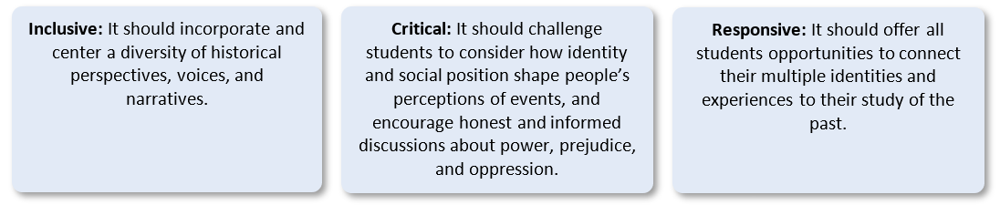 Inclusive: It should incorporate and
center a diversity of historical
perspectives, voices, and
narratives.
Critical: It should challenge
students to consider how identity
and social position shape people’s
perceptions of events, and
encourage honest and informed
discussions about power, prejudice,
and oppression.
Responsive: It should offer all
students opportunities to connect
their multiple identities and
experiences to their study of the
past.